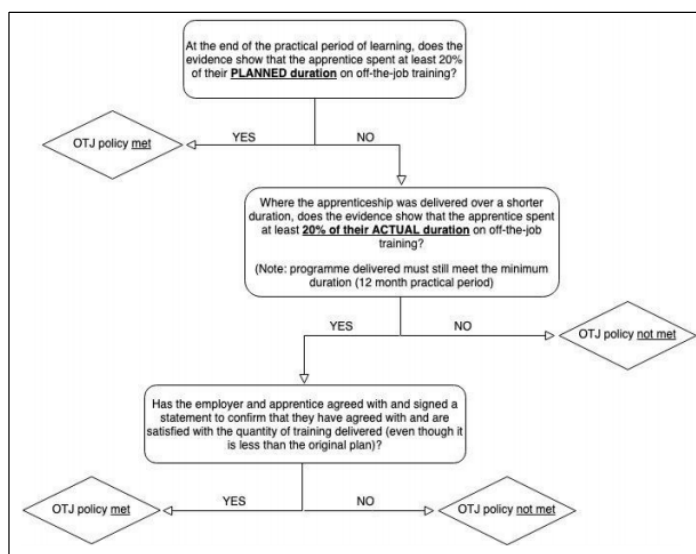 At the end of the practical period of learning, does the
evidence show that the apprentice spent at least 20%
of their PLANNED duration on off-the-job training?
YES
NO
OTJ policy met
Where the apprenticeship was delivered over a shorter
duration, does the evidence show that the apprentice spent
at least 20% of their ACTUAL duration on off-the-job
training?
(Note: programme delivered must still meet the minimum
duration (12 month practical period)
YES
NO
OTJ policy not met
Has the employer and apprentice agreed with and signed a
statement to confirm that they have agreed with and are
satisfied with the quantity of training delivered (even though it
is less than the original plan)?
YES
NO
OTJ policy met
OTJ policy not met